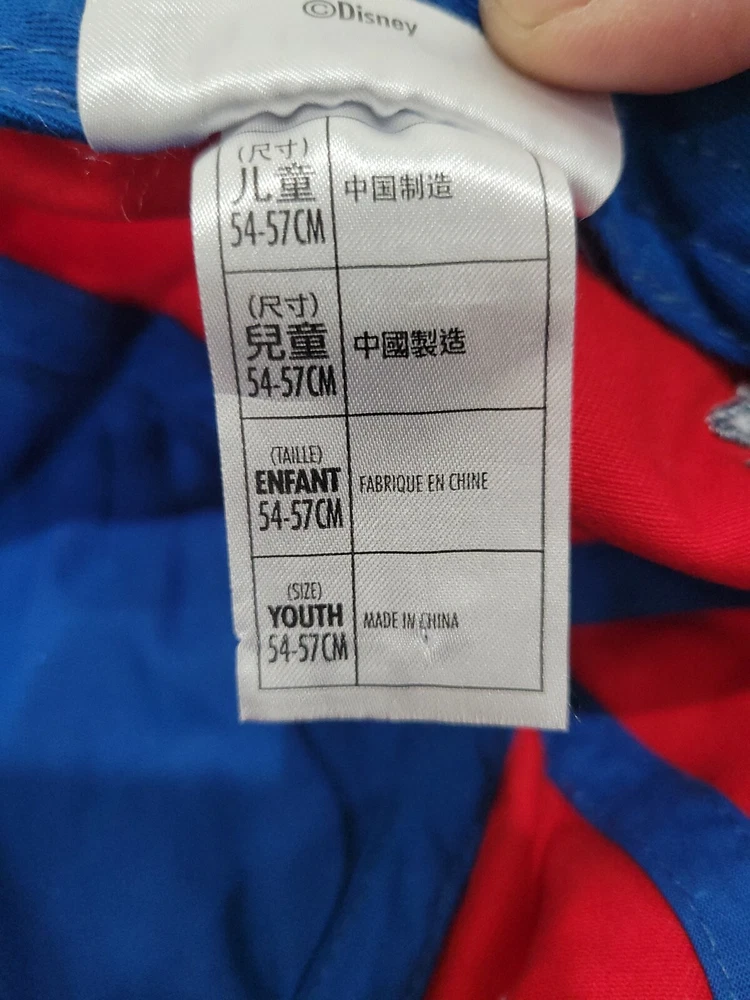 ©Disney
(尺寸)
儿童
54-57CM
中国制造
(尺寸)
兒童
54-57CM
中國製造
(TAILLE)
ENFANT
54-57CM
FABRIQUE EN CHINE
(SIZE)
YOUTH
54-57CM
MADE IN CHINA